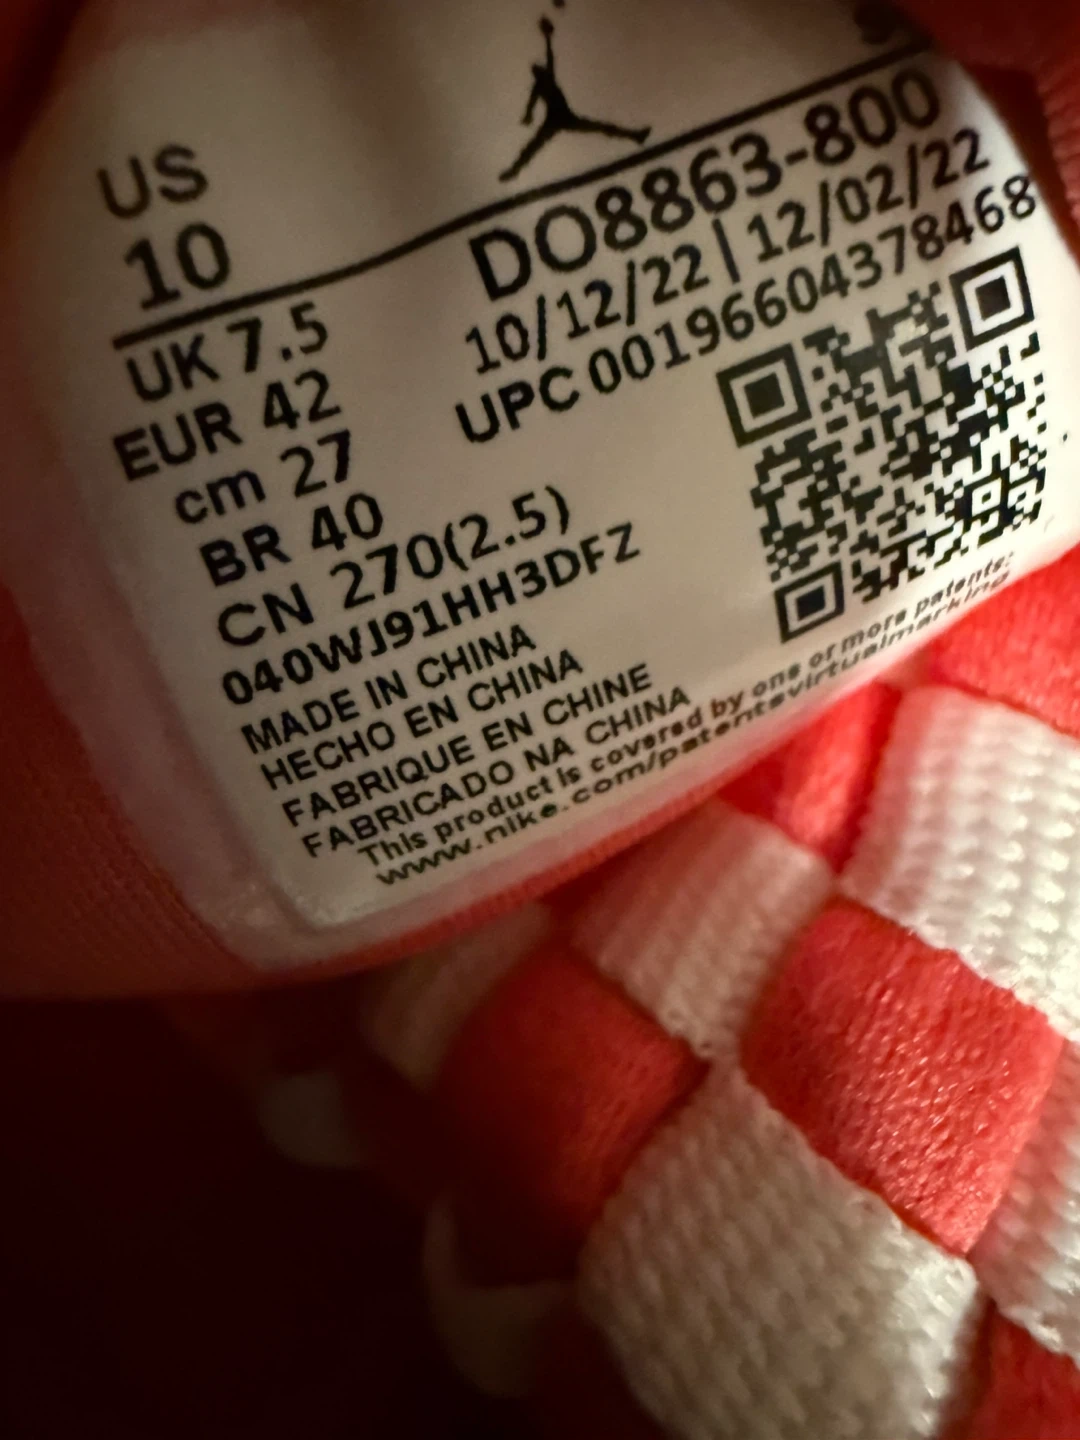 US
10
UK 7.5
EUR 42
cm 27
BR 40
CN 270(2.5)
040WJ91HH3DFZ
MADE IN CHINA
HECHO EN CHINA
FABRIQUE EN CHINE
FABRICADO NA CHINA
This product is covered by one or more patents:
www.nike.com/patentsvirtualmarking
DO8863-800
10/12/22 | 12/02/22
UPC 00196604378468